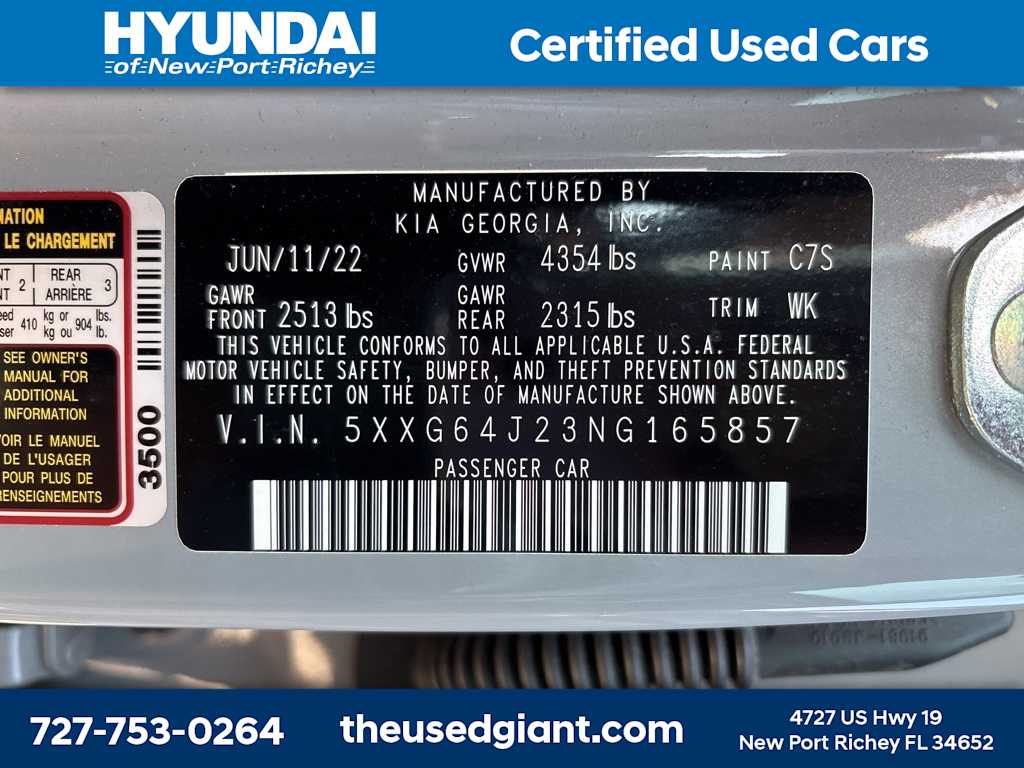 HYUNDAI
of New Port Richey
Certified Used Cars
MANUFACTURED BY
KIA GEORGIA, INC.
JUN/11/22 GVWR 4354 lbs PAINT C7S
GAWR FRONT 2513 lbs GAWR REAR 2315 lbs TRIM WK
THIS VEHICLE CONFORMS TO ALL APPLICABLE U.S.A. FEDERAL
MOTOR VEHICLE SAFETY, BUMPER, AND THEFT PREVENTION STANDARDS
IN EFFECT ON THE DATE OF MANUFACTURE SHOWN ABOVE.
V.I.N. 5XXG64J23NG165857
PASSENGER CAR
LE CHARGEMENT
2 REAR 3
ARRIÈRE
410 kg or 904 lbs.
kg ou lb.
SEE OWNER'S
MANUAL FOR
ADDITIONAL
INFORMATION
LE MANUEL
DE L'USAGER
POUR PLUS DE
3500
727-753-0264
theusedgiant.com
4727 US Hwy 19
New Port Richey FL 34652